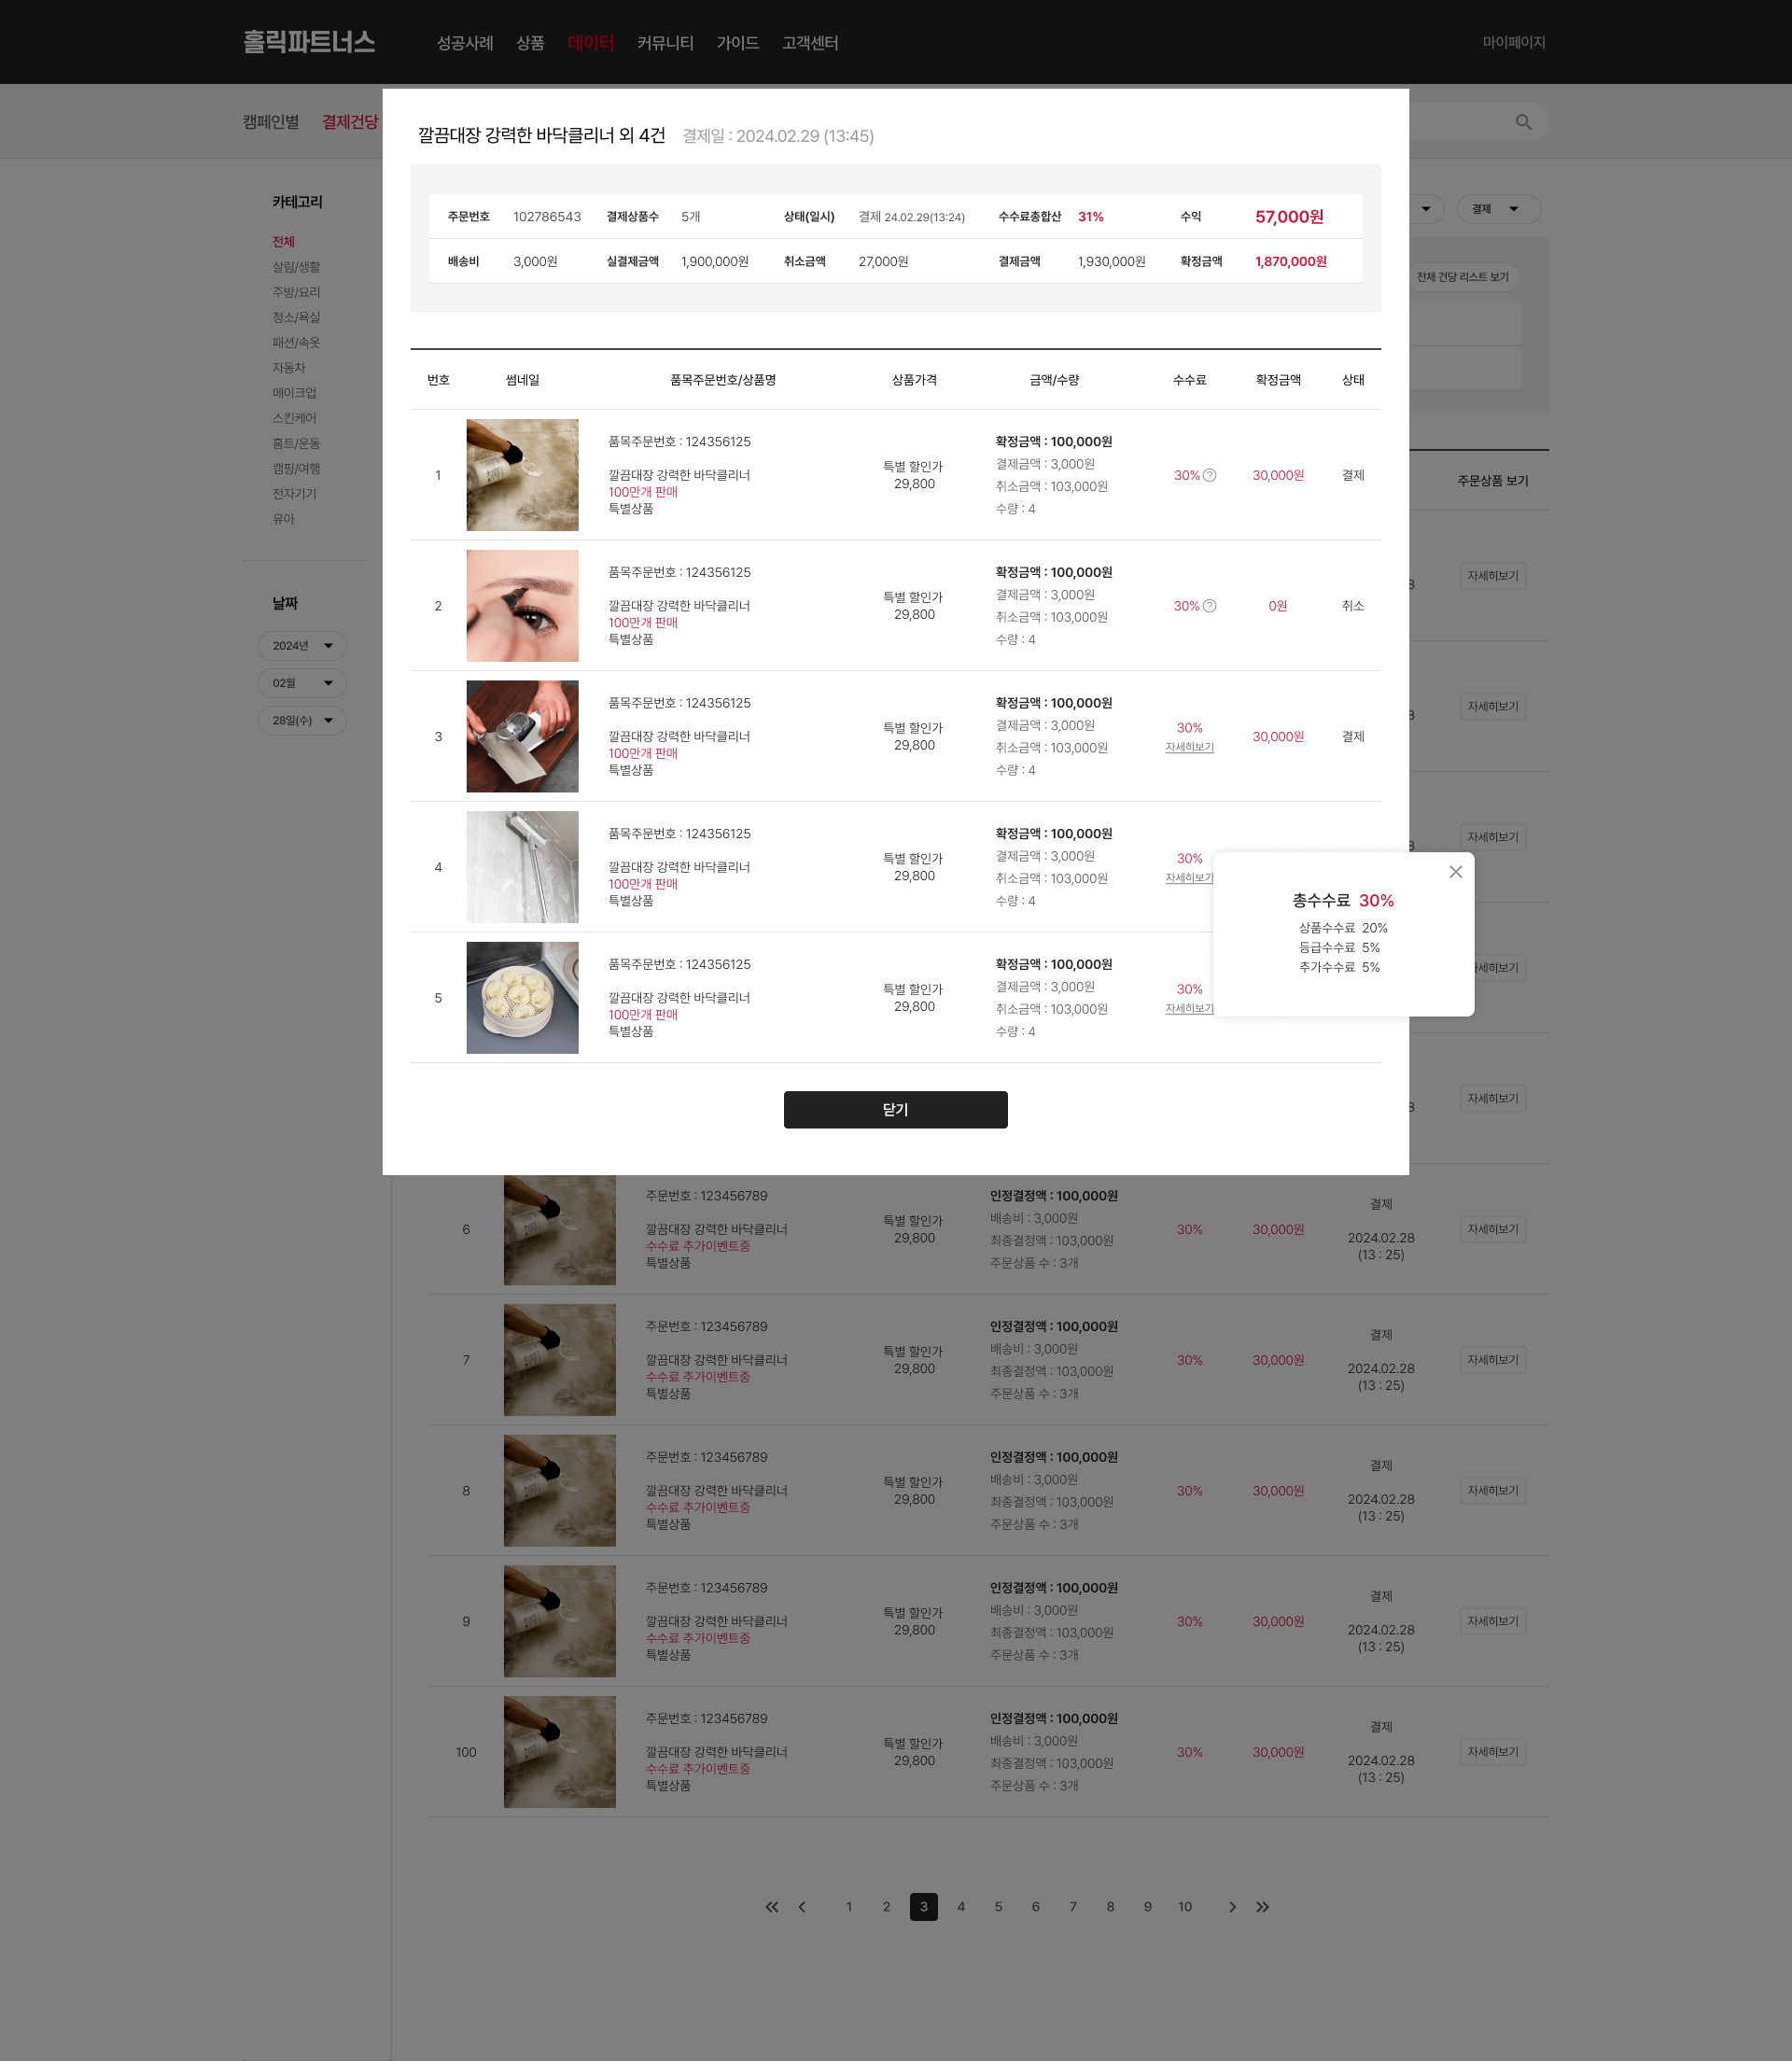 홀릭파트너스
성공사례 상품 데이터 커뮤니티 가이드 고객센터
마이페이지
캠페인별 결제건당
깔끔대장 강력한 바닥클리너 외 4건 결제일 : 2024.02.29 (13:45)
주문번호 102786543 결제상품수 5개 상태(일시) 결제 24.02.29(13:24) 수수료총합산 31% 수익 57,000원
배송비 3,000원 실결제금액 1,900,000원 취소금액 27,000원 결제금액 1,930,000원 확정금액 1,870,000원
카테고리
전체
살림/생활
주방/요리
청소/욕실
패션/속옷
자동차
메이크업
스킨케어
홈트/운동
캠핑/여행
전자기기
유아
날짜
2024년
02월
28일(수)
결제
전체 건당 리스트 보기
주문상품 보기
자세히보기
자세히보기
자세히보기
세히보기
자세히보기
번호 썸네일 품목주문번호/상품명 상품가격 금액/수량 수수료 확정금액 상태
1
품목주문번호 : 124356125
깔끔대장 강력한 바닥클리너
100만개 판매
특별상품
특별 할인가
29,800
확정금액 : 100,000원
결제금액 : 3,000원
취소금액 : 103,000원
수량 : 4
30%
30,000원
결제
2
품목주문번호 : 124356125
깔끔대장 강력한 바닥클리너
100만개 판매
특별상품
특별 할인가
29,800
확정금액 : 100,000원
결제금액 : 3,000원
취소금액 : 103,000원
수량 : 4
30%
0원
취소
3
품목주문번호 : 124356125
깔끔대장 강력한 바닥클리너
100만개 판매
특별상품
특별 할인가
29,800
확정금액 : 100,000원
결제금액 : 3,000원
취소금액 : 103,000원
수량 : 4
30%
자세히보기
30,000원
결제
4
품목주문번호 : 124356125
깔끔대장 강력한 바닥클리너
100만개 판매
특별상품
특별 할인가
29,800
확정금액 : 100,000원
결제금액 : 3,000원
취소금액 : 103,000원
수량 : 4
30%
자세히보기
총수수료 30%
상품수수료 20%
등급수수료 5%
추가수수료 5%
5
품목주문번호 : 124356125
깔끔대장 강력한 바닥클리너
100만개 판매
특별상품
특별 할인가
29,800
확정금액 : 100,000원
결제금액 : 3,000원
취소금액 : 103,000원
수량 : 4
30%
자세히보기
닫기
6
주문번호 : 123456789
깔끔대장 강력한 바닥클리너
수수료 추가이벤트중
특별상품
특별 할인가
29,800
인정결정액 : 100,000원
배송비 : 3,000원
최종결정액 : 103,000원
주문상품 수 : 3개
30%
30,000원
결제
2024.02.28
(13 : 25)
자세히보기
7
주문번호 : 123456789
깔끔대장 강력한 바닥클리너
수수료 추가이벤트중
특별상품
특별 할인가
29,800
인정결정액 : 100,000원
배송비 : 3,000원
최종결정액 : 103,000원
주문상품 수 : 3개
30%
30,000원
결제
2024.02.28
(13 : 25)
자세히보기
8
주문번호 : 123456789
깔끔대장 강력한 바닥클리너
수수료 추가이벤트중
특별상품
특별 할인가
29,800
인정결정액 : 100,000원
배송비 : 3,000원
최종결정액 : 103,000원
주문상품 수 : 3개
30%
30,000원
결제
2024.02.28
(13 : 25)
자세히보기
9
주문번호 : 123456789
깔끔대장 강력한 바닥클리너
수수료 추가이벤트중
특별상품
특별 할인가
29,800
인정결정액 : 100,000원
배송비 : 3,000원
최종결정액 : 103,000원
주문상품 수 : 3개
30%
30,000원
결제
2024.02.28
(13 : 25)
자세히보기
100
주문번호 : 123456789
깔끔대장 강력한 바닥클리너
수수료 추가이벤트중
특별상품
특별 할인가
29,800
인정결정액 : 100,000원
배송비 : 3,000원
최종결정액 : 103,000원
주문상품 수 : 3개
30%
30,000원
결제
2024.02.28
(13 : 25)
자세히보기
1 2 3 4 5 6 7 8 9 10